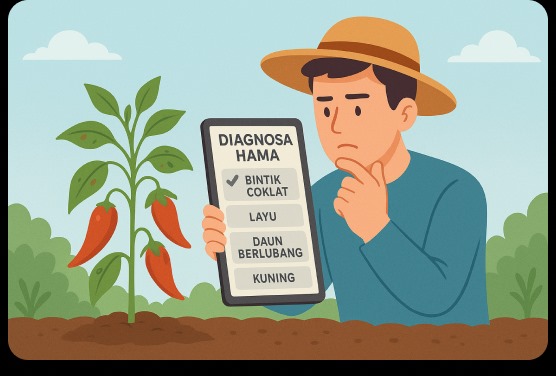 DIAGNOSA
HAMA
BINTIK
COKLAT
LAYU
DAUN
BERLUBANG
KUNING